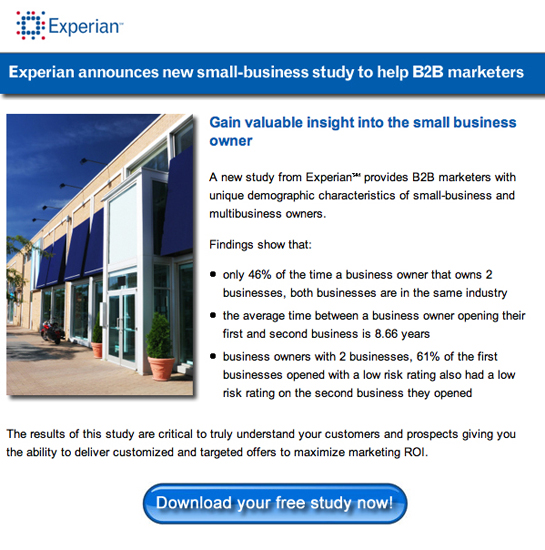 Experian℠
Experian announces new small-business study to help B2B marketers
Gain valuable insight into the small business
owner
A new study from Experian℠ provides B2B marketers with
unique demographic characteristics of small-business and
multibusiness owners.
Findings show that:
• only 46% of the time a business owner that owns 2
businesses, both businesses are in the same industry
• the average time between a business owner opening their
first and second business is 8.66 years
• business owners with 2 businesses, 61% of the first
businesses opened with a low risk rating also had a low
risk rating on the second business they opened
The results of this study are critical to truly understand your customers and prospects giving you
the ability to deliver customized and targeted offers to maximize marketing ROI.
Download your free study now!